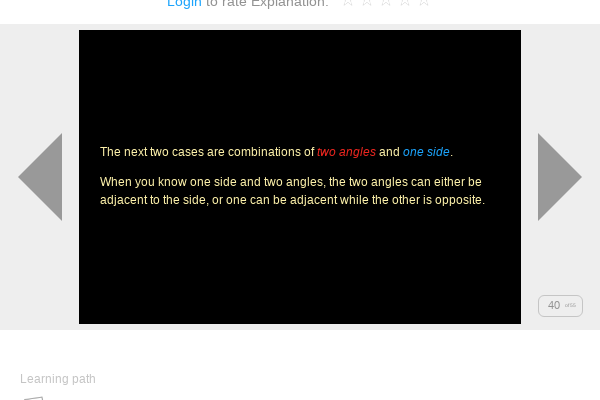 Login to rate Explanation:
The next two cases are combinations of two angles and one side.
When you know one side and two angles, the two angles can either be
adjacent to the side, or one can be adjacent while the other is opposite.
40 of 55
Learning path